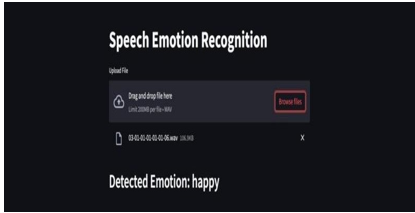 Speech Emotion Recognition
Upload File
Drag and drop file here
Limit 200MB per file • WAV
Browse files
03-01-01-01-01-01-06.wav
X
Detected Emotion: happy